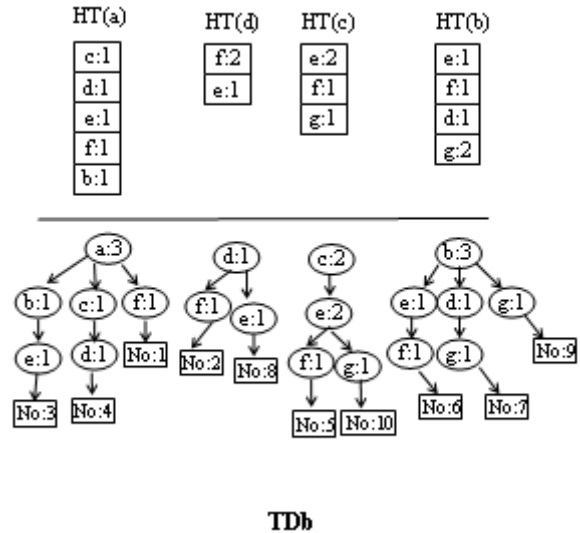 HT(a) HT(d) HT(c) HT(b)
c:1 f:2 e:2 e:1
d:1 e:1 f:1 f:1
e:1 g:1 d:1
f:1 g:2
b:1
a:3 d:1 c:2 b:3
b:1 c:1 f:1 f:1 e:1 e:2 e:1 d:1 g:1
e:1 d:1 No:1 No:2 No:8 f:1 g:1 f:1 g:1 No:9
No:3 No:4 No:5 No:10 No:6 No:7
TDb